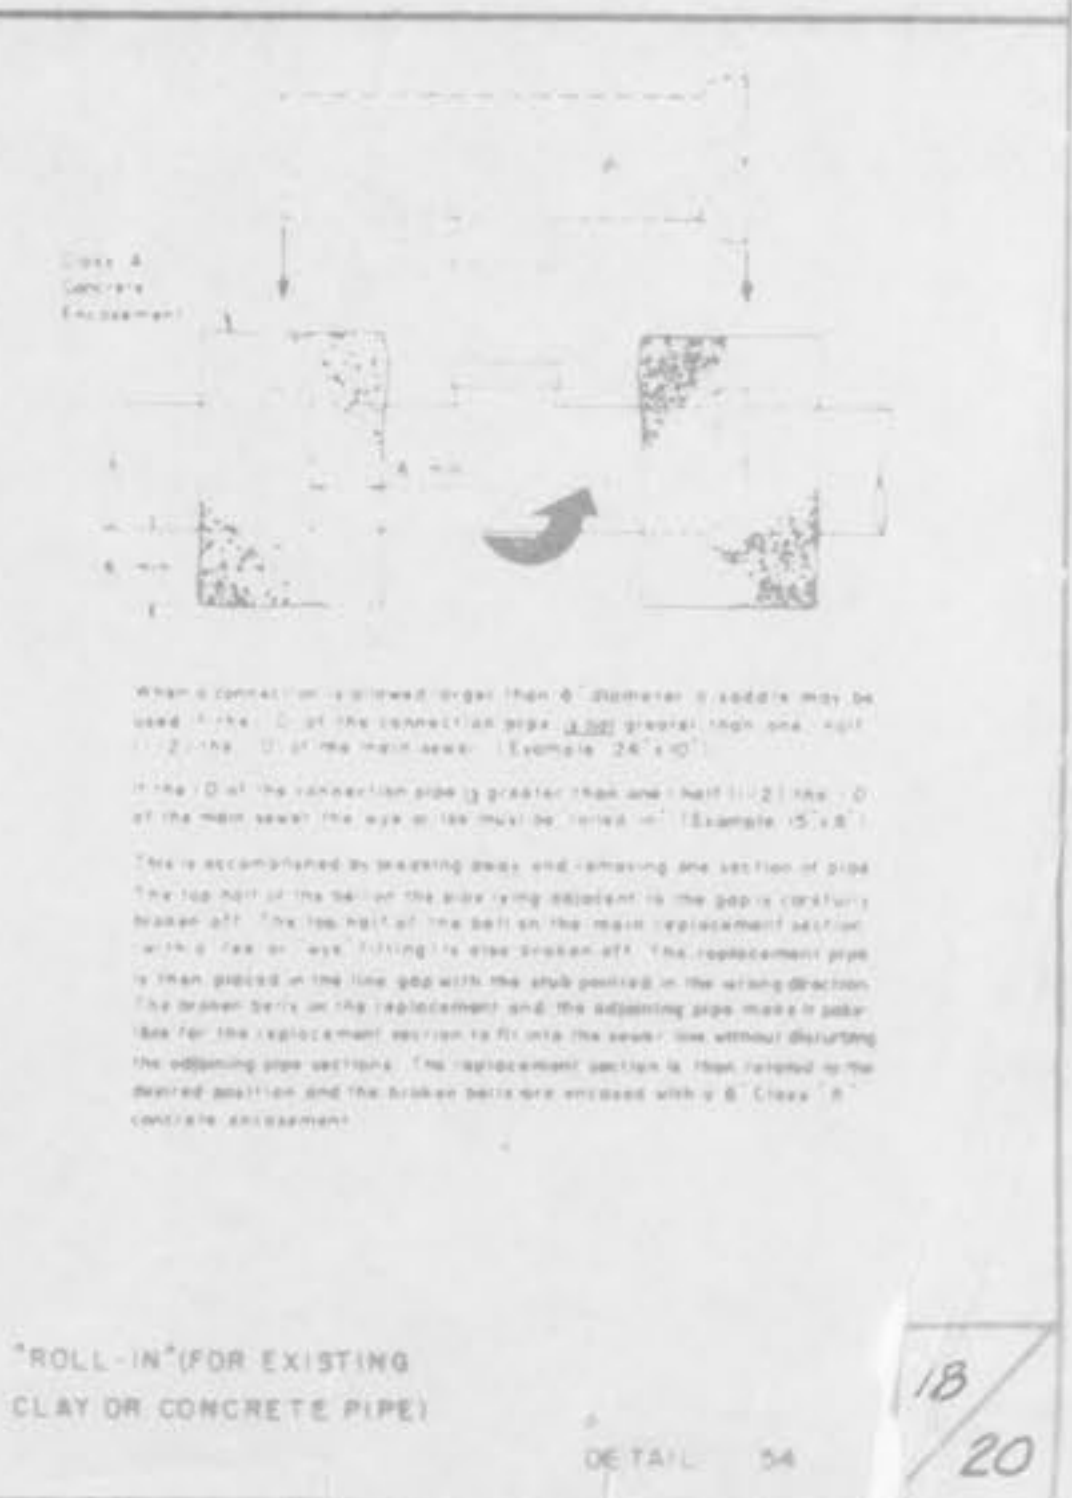 Class A
Concrete
Encasement
6" min
6" min
When a connection is allowed larger than 6" diameter a saddle may be
used if the I.D. of the connection pipe is not greater than one-half
(1/2) the I.D. of the main sewer (Example 24"x10")
If the I.D. of the connection pipe is greater than one-half (1/2) the I.D.
of the main sewer the wye or tee must be "rolled in" (Example 15"x8")
This is accomplished by breaking away and removing one section of pipe
The top half of the bell on the pipe lying adjacent to the gap is carefully
broken off. The top half of the bell on the main replacement section
(with a tee or "wye" fitting) is also broken off. The replacement pipe
is then placed in the line gap with the stub pointed in the wrong direction
The broken bells on the replacement and the adjoining pipe make it poss-
ible for the replacement section to fit into the sewer line without disturbing
the adjoining pipe sections. The replacement section is then rotated to the
desired position and the broken bells are encased with a 6" Class "A"
concrete encasement
"ROLL-IN"(FOR EXISTING
CLAY OR CONCRETE PIPE)
DETAIL 54
18/20